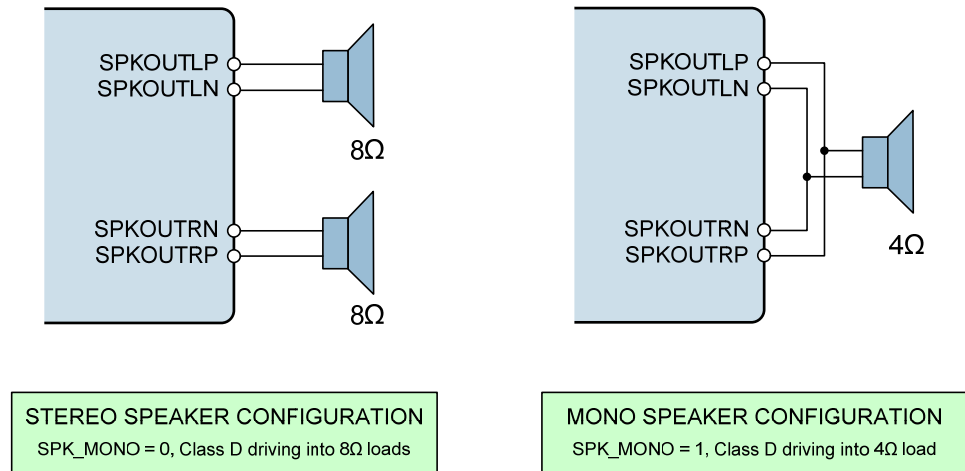 SPKOUTLP
SPKOUTLN
8Ω
SPKOUTRN
SPKOUTRP
8Ω
STEREO SPEAKER CONFIGURATION
SPK_MONO = 0, Class D driving into 8Ω loads
SPKOUTLP
SPKOUTLN
SPKOUTRN
SPKOUTRP
4Ω
MONO SPEAKER CONFIGURATION
SPK_MONO = 1, Class D driving into 4Ω load